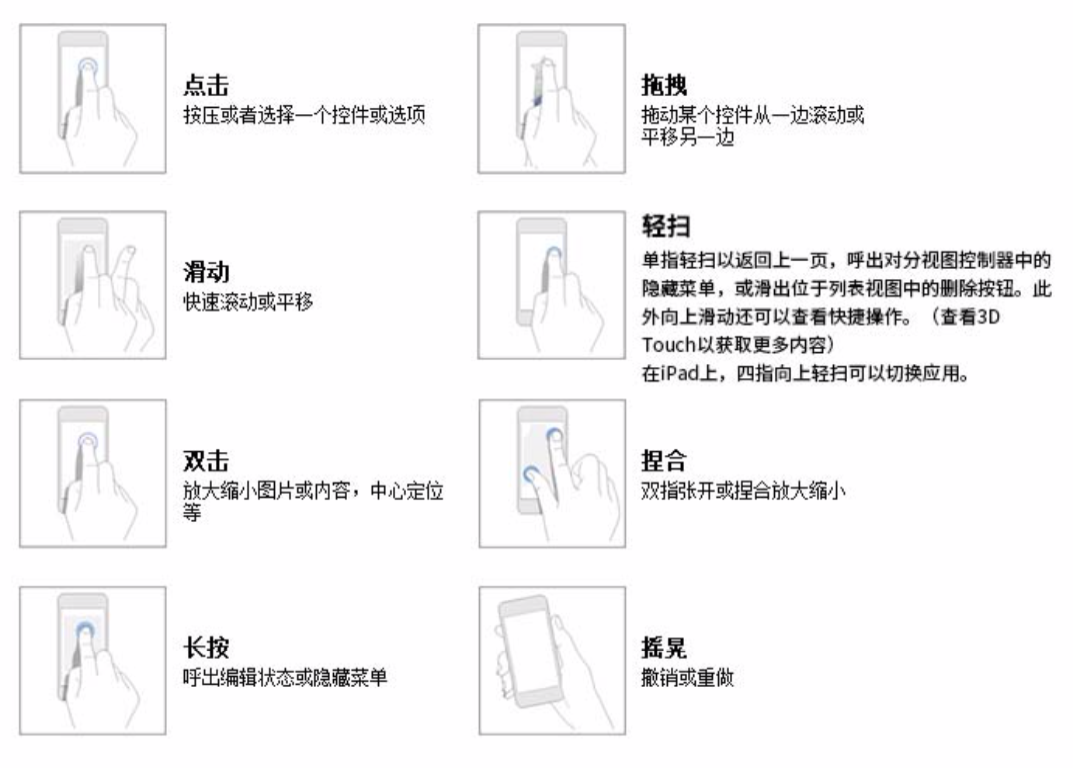 点击
按压或者选择一个控件或选项
拖拽
拖动某个控件从一边滚动或
平移另一边
滑动
快速滚动或平移
轻扫
单指轻扫以返回上一页，呼出对分视图控制器中的
隐藏菜单，或滑出位于列表视图中的删除按钮。此
外向上滑动还可以查看快捷操作。（查看3D
Touch以获取更多内容）
在iPad上，四指向上轻扫可以切换应用。
双击
放大缩小图片或内容，中心定位
等
捏合
双指张开或捏合放大缩小
长按
呼出编辑状态或隐藏菜单
摇晃
撤销或重做